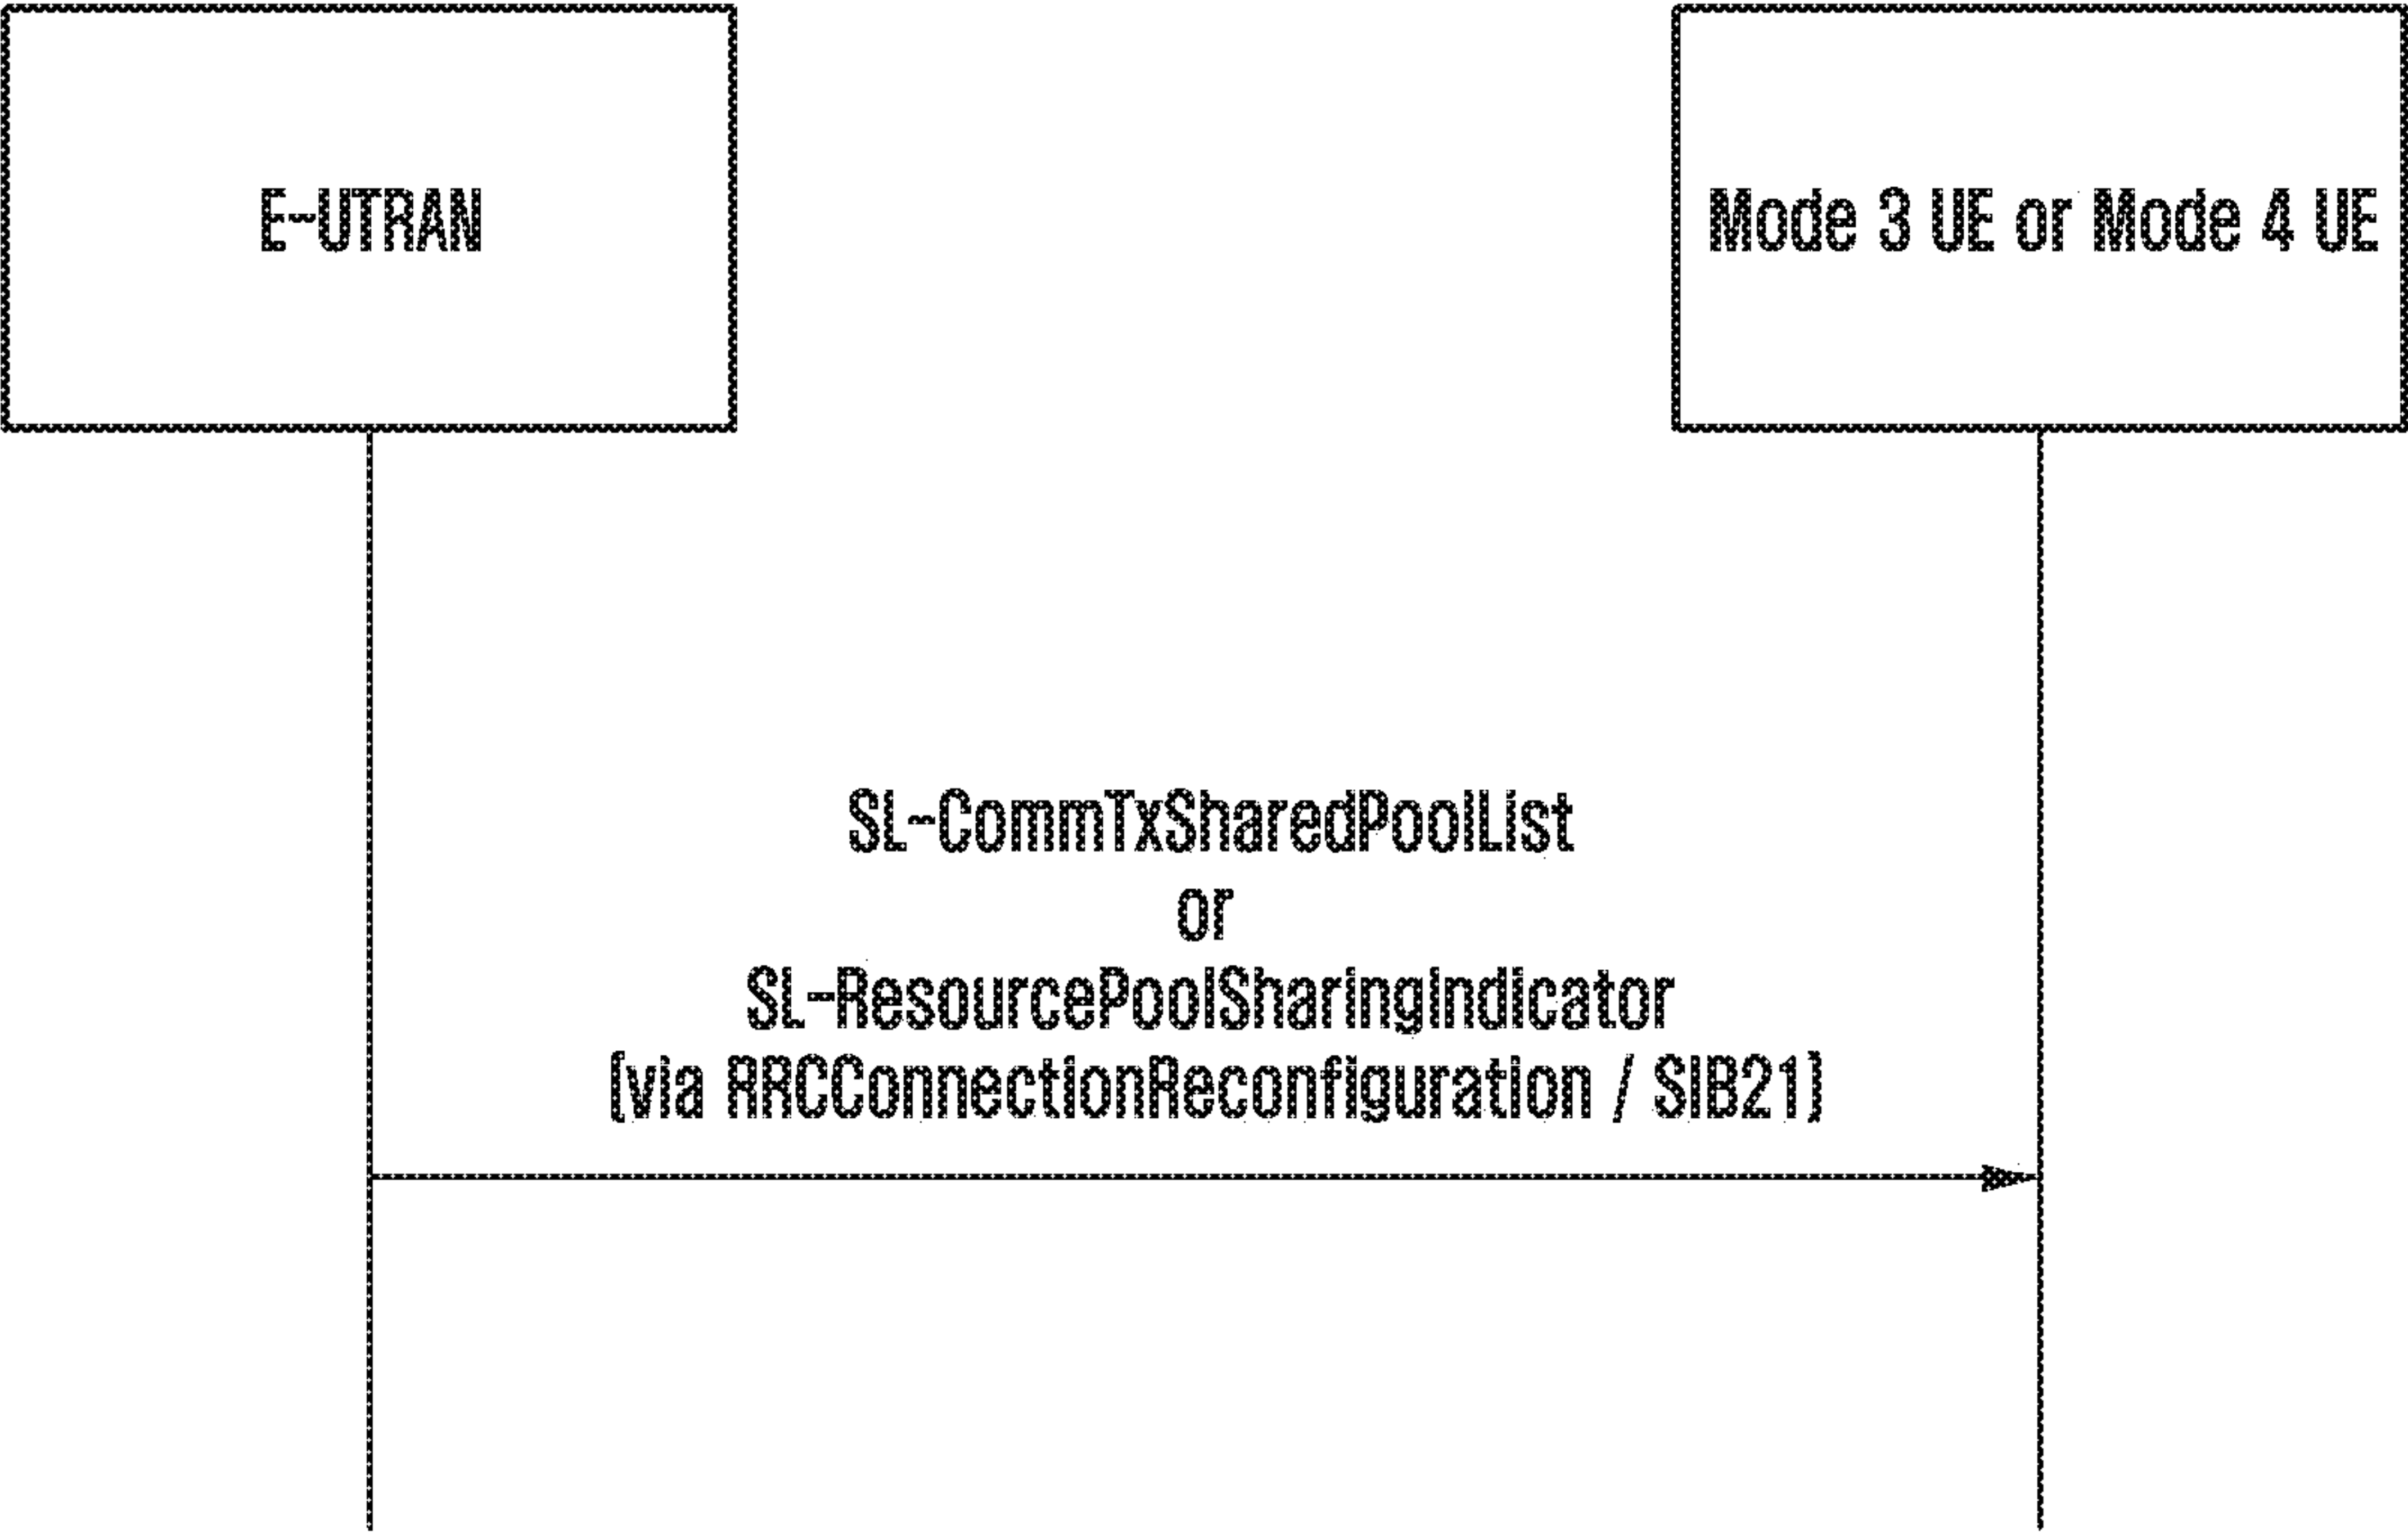 E-UTRAN
Mode 3 UE or Mode 4 UE
SL-CommTxSharedPoolList
or
SL-ResourcePoolSharingIndicator
(via RRCConnectionReconfiguration / SIB21)